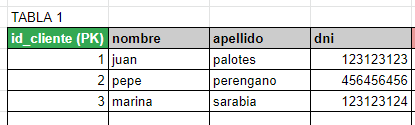 TABLA 1
id_cliente (PK) nombre apellido dni
1 juan palotes 123123123
2 pepe perengano 456456456
3 marina sarabia 123123124